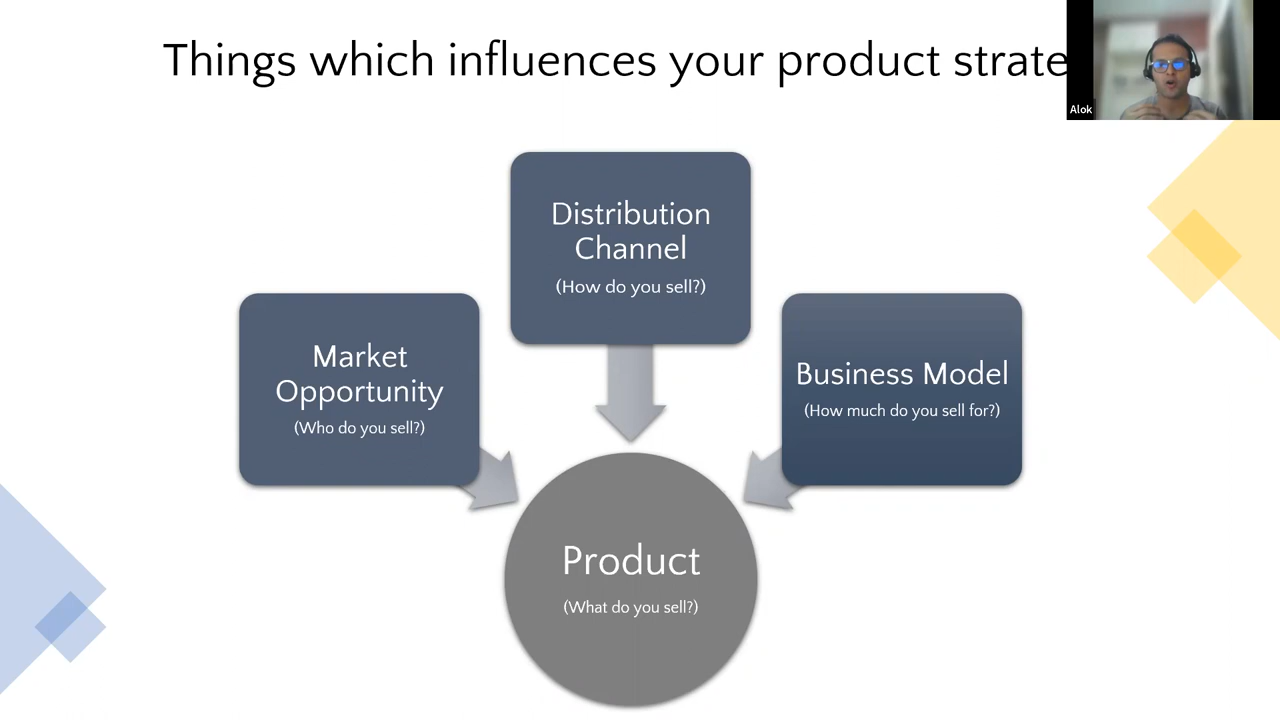 Things which influences your product strate
Alok
Distribution
Channel
(How do you sell?)
Market
Opportunity
(Who do you sell?)
Business Model
(How much do you sell for?)
Product
(What do you sell?)